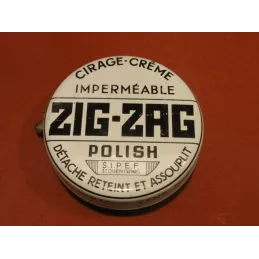 CIRAGE-CRÈME
IMPERMÉABLE
ZIG-ZAG
POLISH
S.I.P.E.F.
DÉTACHE RETEINT ET ASSOUPLIT